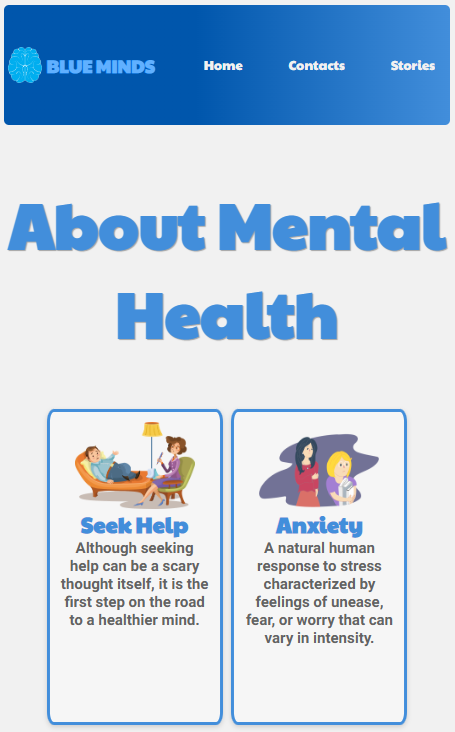 BLUE MINDS
Home Contacts Stories
About Mental
Health
Seek Help
Although seeking
help can be a scary
thought itself, it is the
first step on the road
to a healthier mind.
Anxiety
A natural human
response to stress
characterized by
feelings of unease,
fear, or worry that can
vary in intensity.